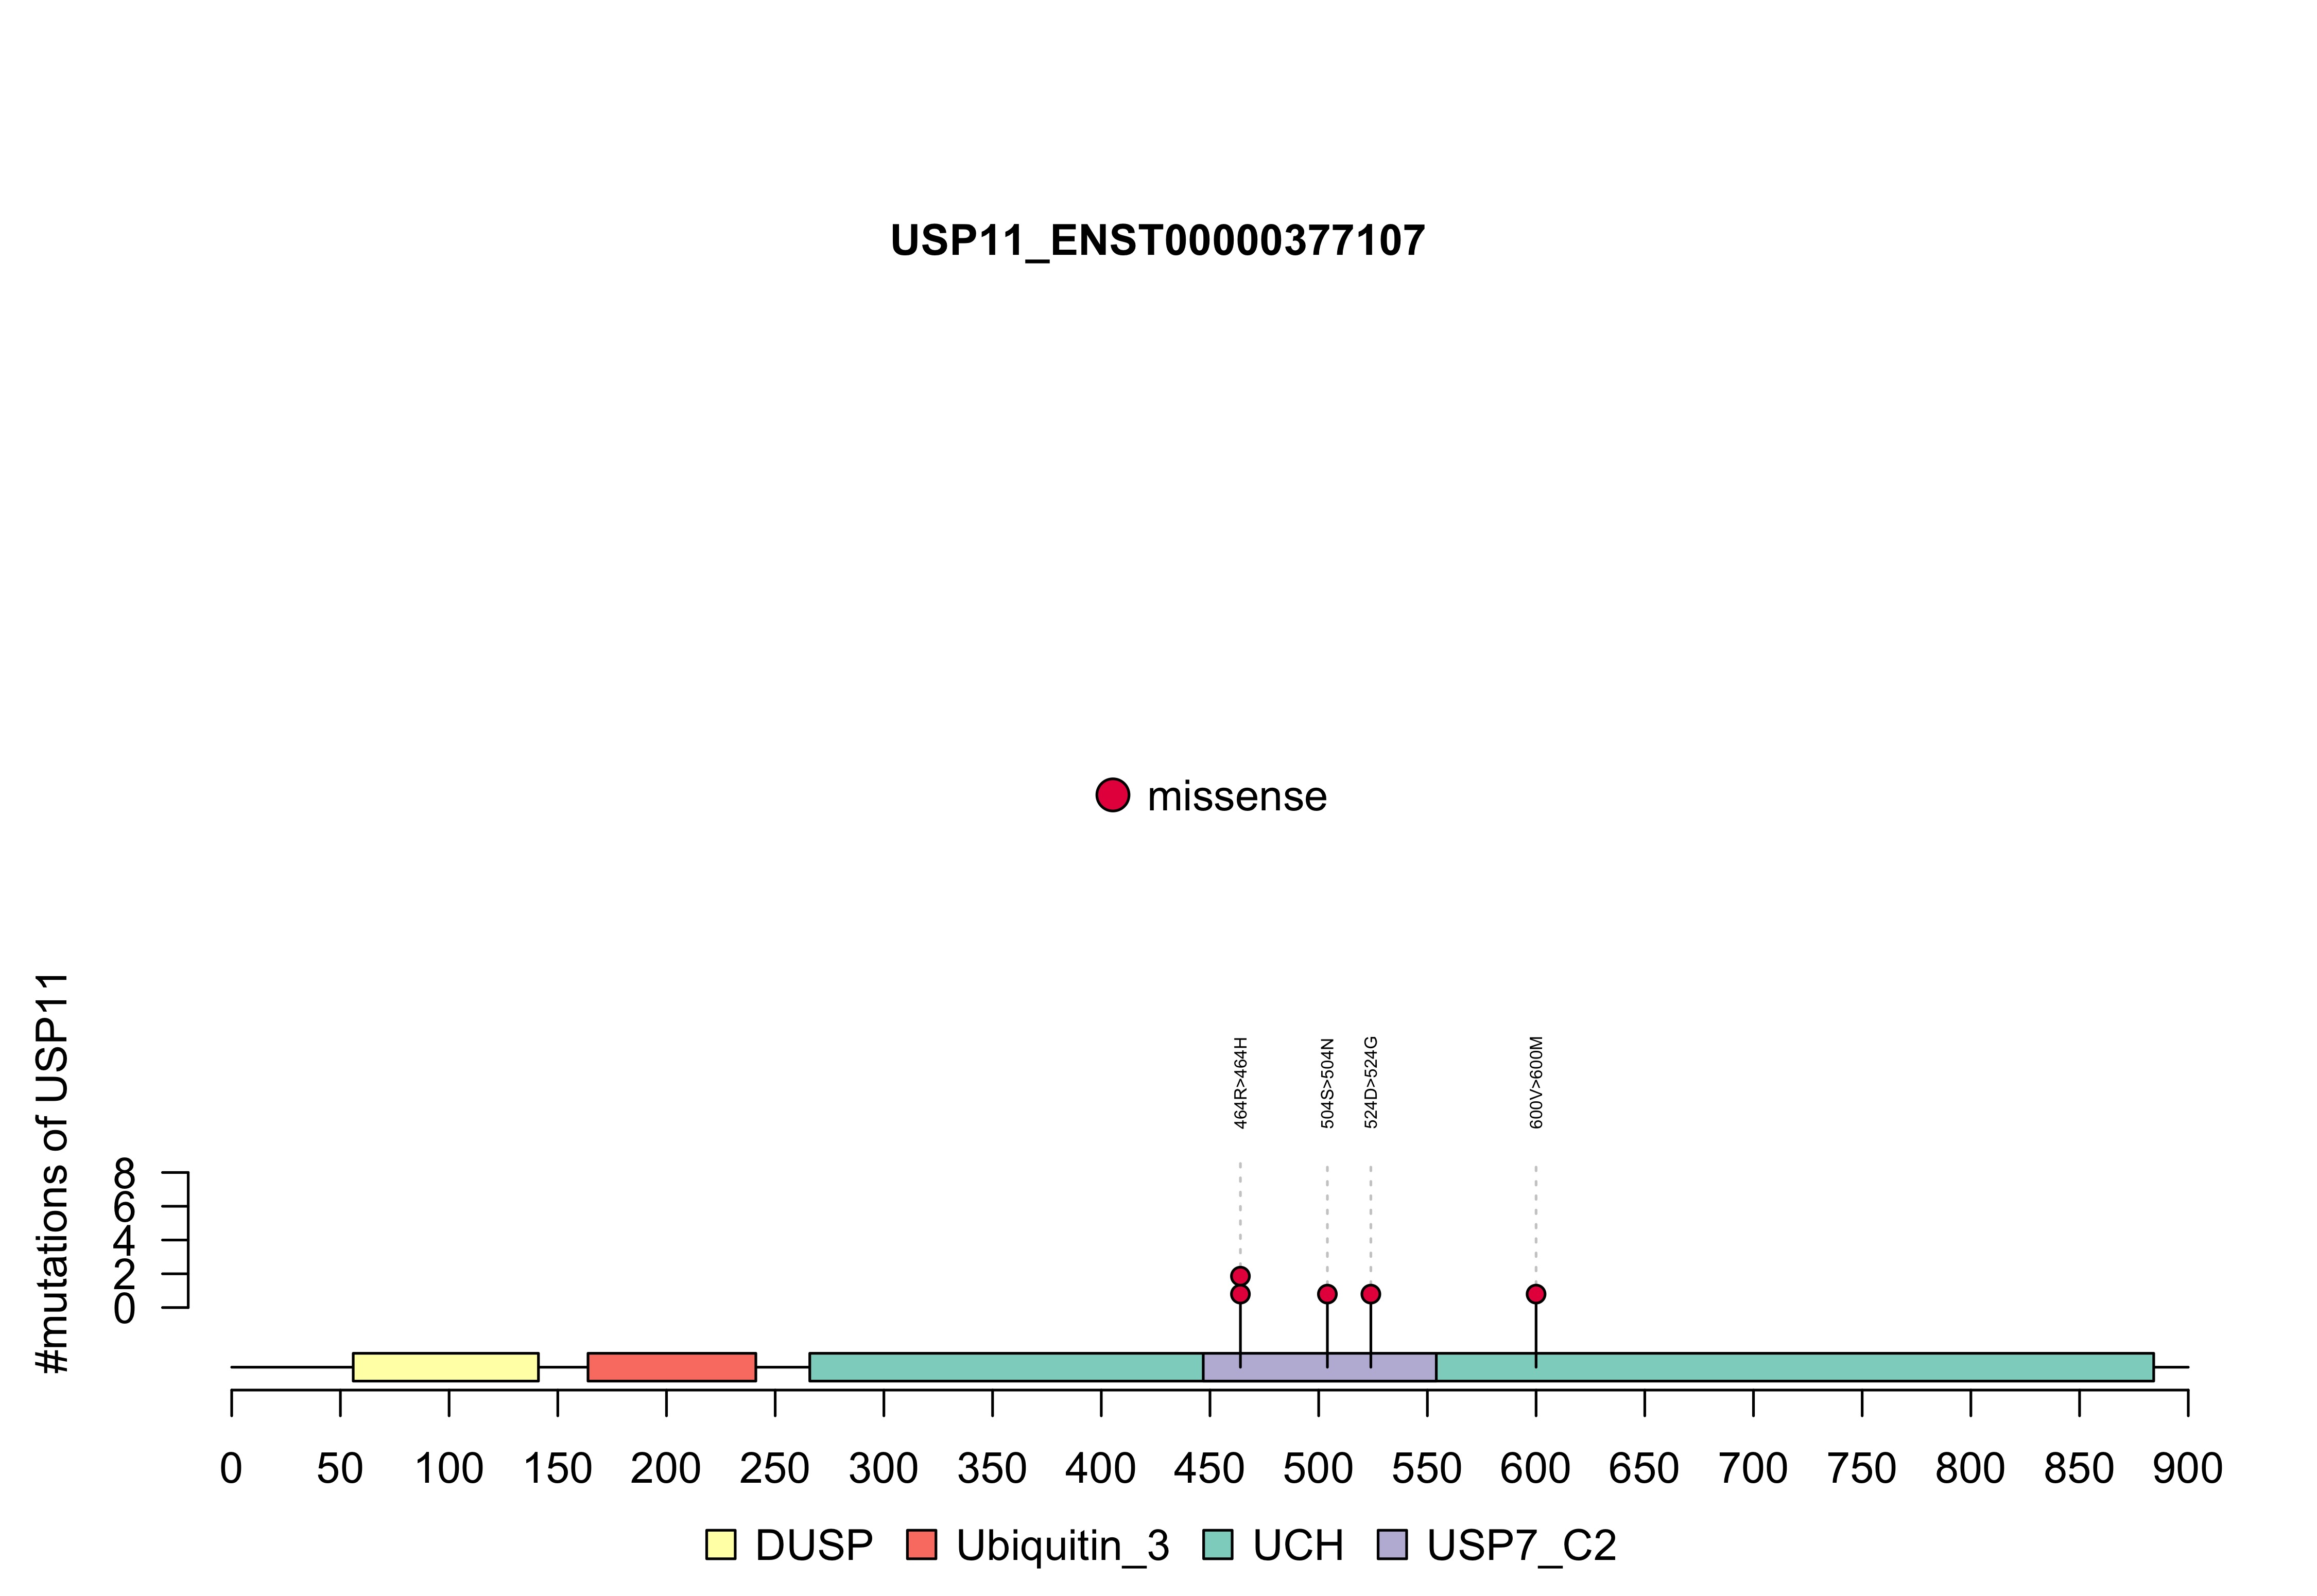 USP11_ENST00000377107
missense
#mutations of USP11
464R>464H
504S>504N
524D>524G
600V>600M
8
6
4
2
0
0 50 100 150 200 250 300 350 400 450 500 550 600 650 700 750 800 850 900
DUSP Ubiquitin_3 UCH USP7_C2